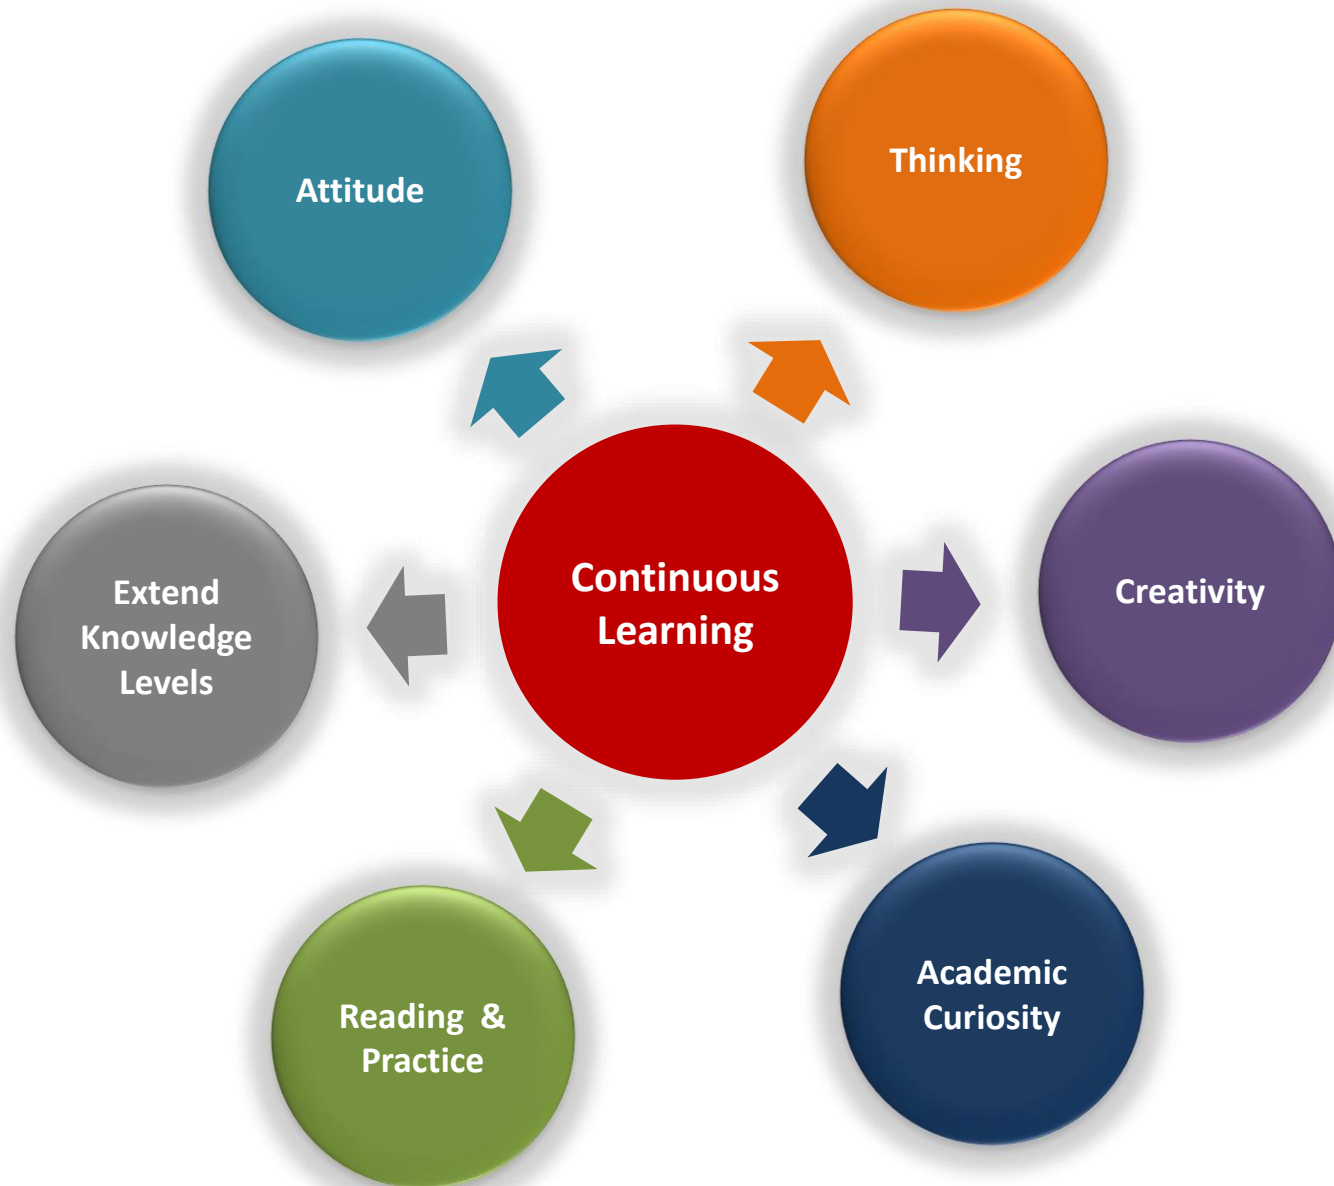 Attitude
Thinking
Continuous
Learning
Creativity
Extend
Knowledge
Levels
Academic
Curiosity
Reading & 
Practice